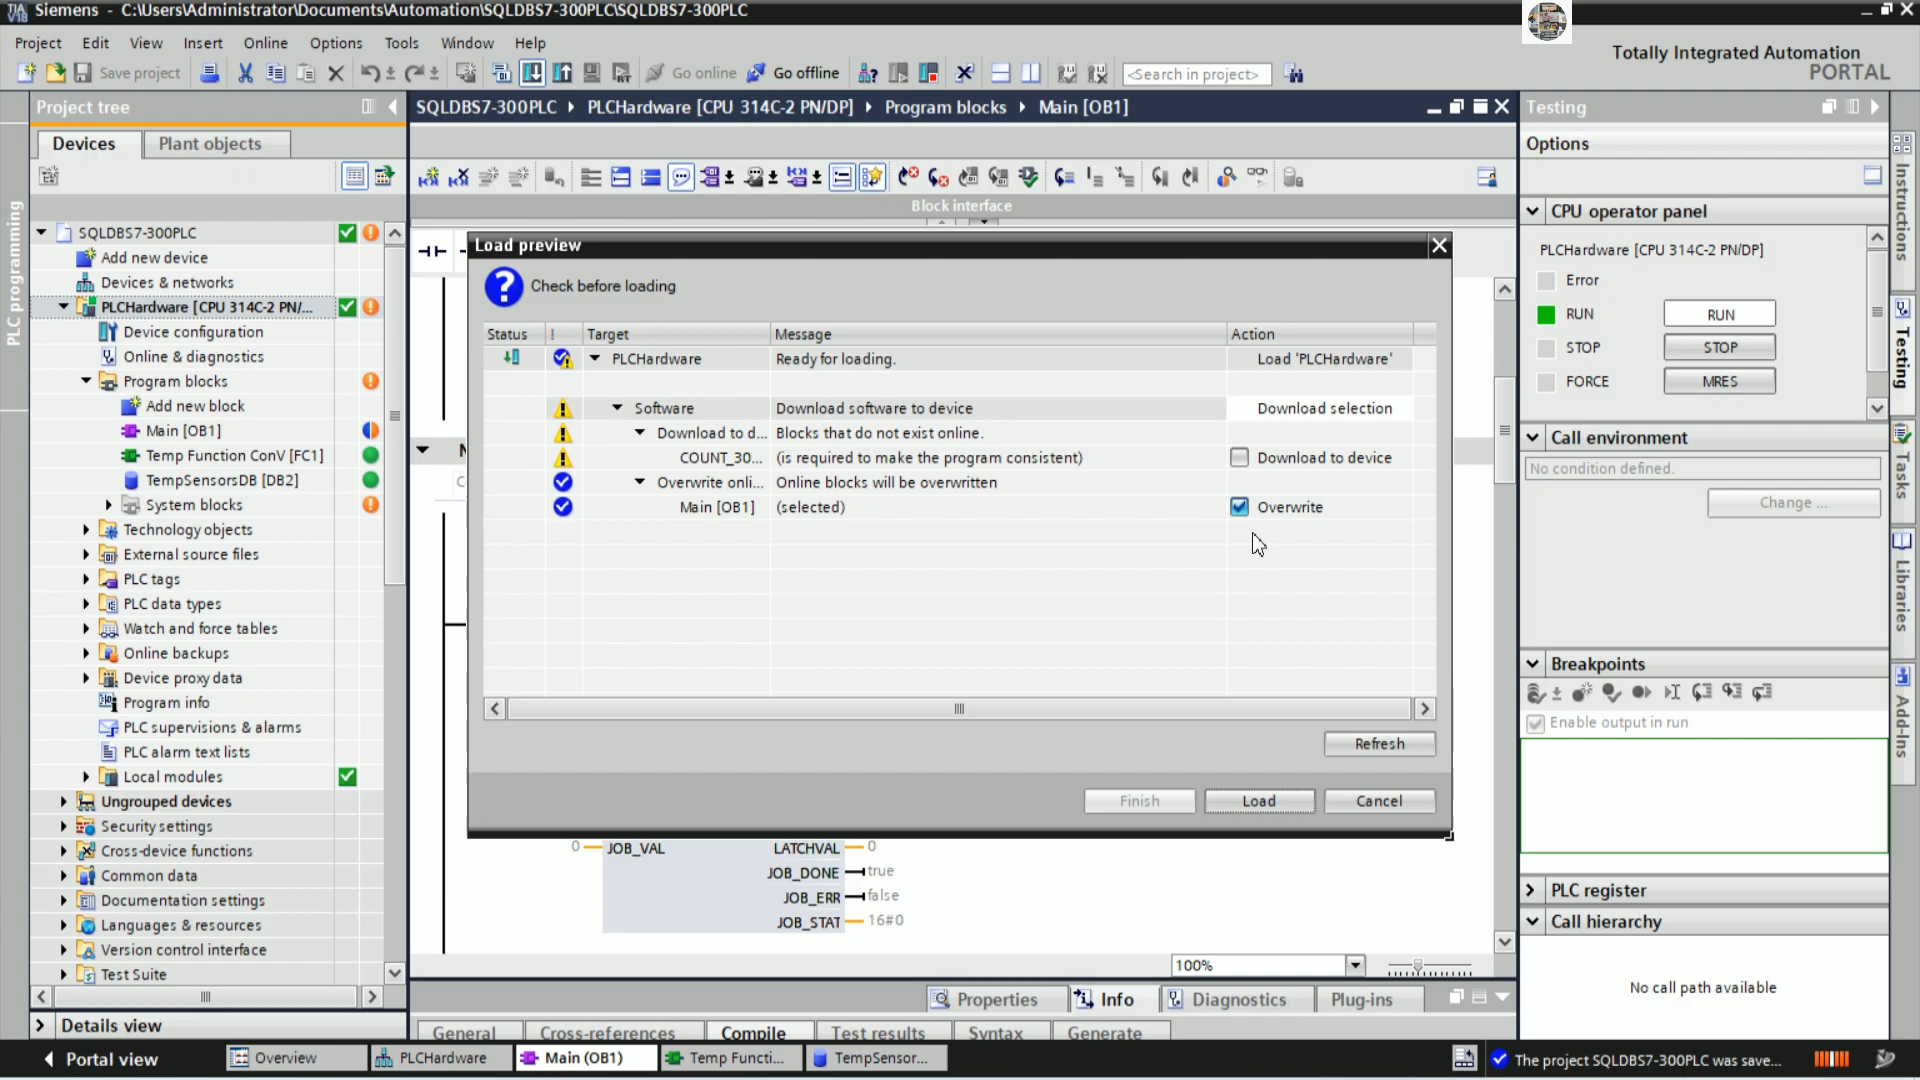 Siemens - C:\Users\Administrator\Documents\Automation\SQLDBS7-300PLC\SQLDBS7-300PLC
Project Edit View Insert Online Options Tools Window Help
Totally Integrated Automation
PORTAL
Save project
Go online
Go offline
<Search in project>
Project tree
SQLDBS7-300PLC
PLCHardware [CPU 314C-2 PN/DP]
Program blocks
Main [OB1]
Testing
Devices
Plant objects
Options
Block interface
PLC programming
SQLDBS7-300PLC
Add new device
Devices & networks
PLCHardware [CPU 314C-2 PN/...
Device configuration
Online & diagnostics
Program blocks
Add new block
Main [OB1]
Temp Function ConV [FC1]
TempSensorsDB [DB2]
System blocks
Technology objects
External source files
PLC tags
PLC data types
Watch and force tables
Online backups
Device proxy data
Program info
PLC supervisions & alarms
PLC alarm text lists
Local modules
Ungrouped devices
Security settings
Cross-device functions
Common data
Documentation settings
Languages & resources
Version control interface
Test Suite
Details view
Load preview
Check before loading
Status ! Target Message Action
PLCHardware Ready for loading. Load 'PLCHardware'
Software Download software to device Download selection
Download to d... Blocks that do not exist online.
COUNT_30... (is required to make the program consistent) Download to device
Overwrite onli... Online blocks will be overwritten
Main [OB1] (selected) Overwrite
Refresh
Finish Load Cancel
0 JOB_VAL LATCHVAL 0
JOB_DONE true
JOB_ERR false
JOB_STAT 16#0
100%
Properties Info Diagnostics Plug-ins
General Cross-references Compile Test results Syntax Generate
CPU operator panel
PLCHardware [CPU 314C-2 PN/DP]
Error
RUN RUN
STOP STOP
FORCE MRES
Call environment
No condition defined.
Change ...
Breakpoints
Enable output in run
PLC register
Call hierarchy
No call path available
Instructions
Testing
Tasks
Libraries
Add-Ins
Portal view
Overview
PLCHardware
Main (OB1)
Temp Functi...
TempSensor...
The project SQLDBS7-300PLC was save...